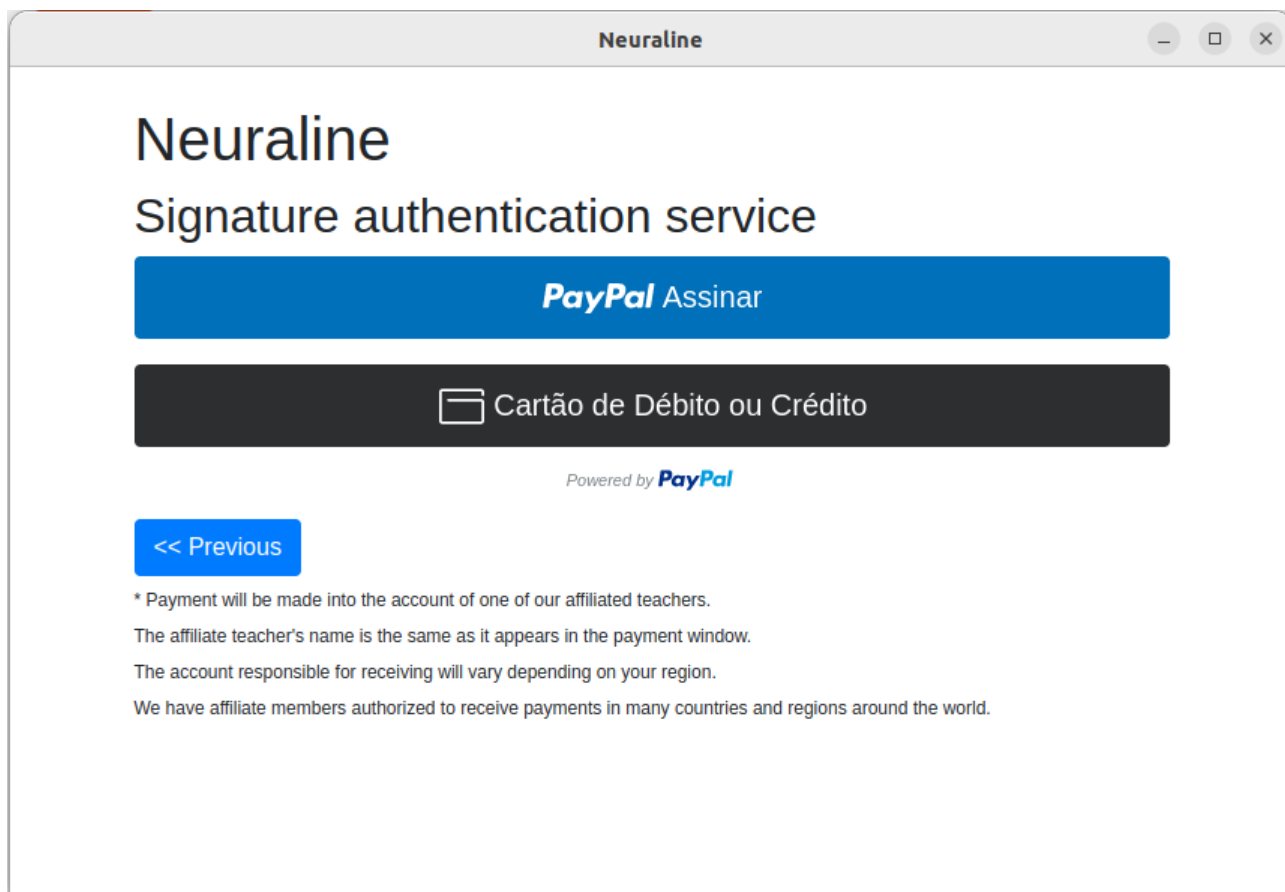 Neuraline
Neuraline
Signature authentication service
PayPal Assinar
Cartão de Débito ou Crédito
Powered by PayPal
<< Previous
* Payment will be made into the account of one of our affiliated teachers.
The affiliate teacher's name is the same as it appears in the payment window.
The account responsible for receiving will vary depending on your region.
We have affiliate members authorized to receive payments in many countries and regions around the world.